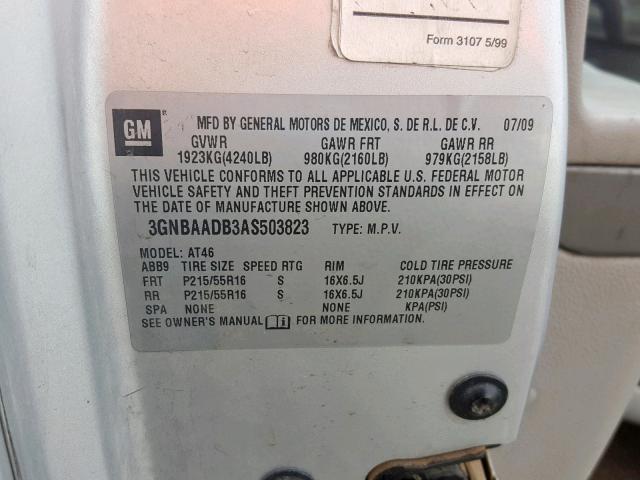 Form 3107 5/99
GM MFD BY GENERAL MOTORS DE MEXICO, S. DE R.L. DE C.V. 07/09
GVWR GAWR FRT GAWR RR
1923KG(4240LB) 980KG(2160LB) 979KG(2158LB)
THIS VEHICLE CONFORMS TO ALL APPLICABLE U.S. FEDERAL MOTOR
VEHICLE SAFETY AND THEFT PREVENTION STANDARDS IN EFFECT ON
THE DATE OF MANUFACTURE SHOWN ABOVE.
3GNBAADB3AS503823 TYPE: M.P.V.
MODEL: AT46
ABB9 TIRE SIZE SPEED RTG RIM COLD TIRE PRESSURE
FRT P215/55R16 S 16X6.5J 210KPA(30PSI)
RR P215/55R16 S 16X6.5J 210KPA(30PSI)
SPA NONE NONE KPA(PSI)
SEE OWNER'S MANUAL FOR MORE INFORMATION.